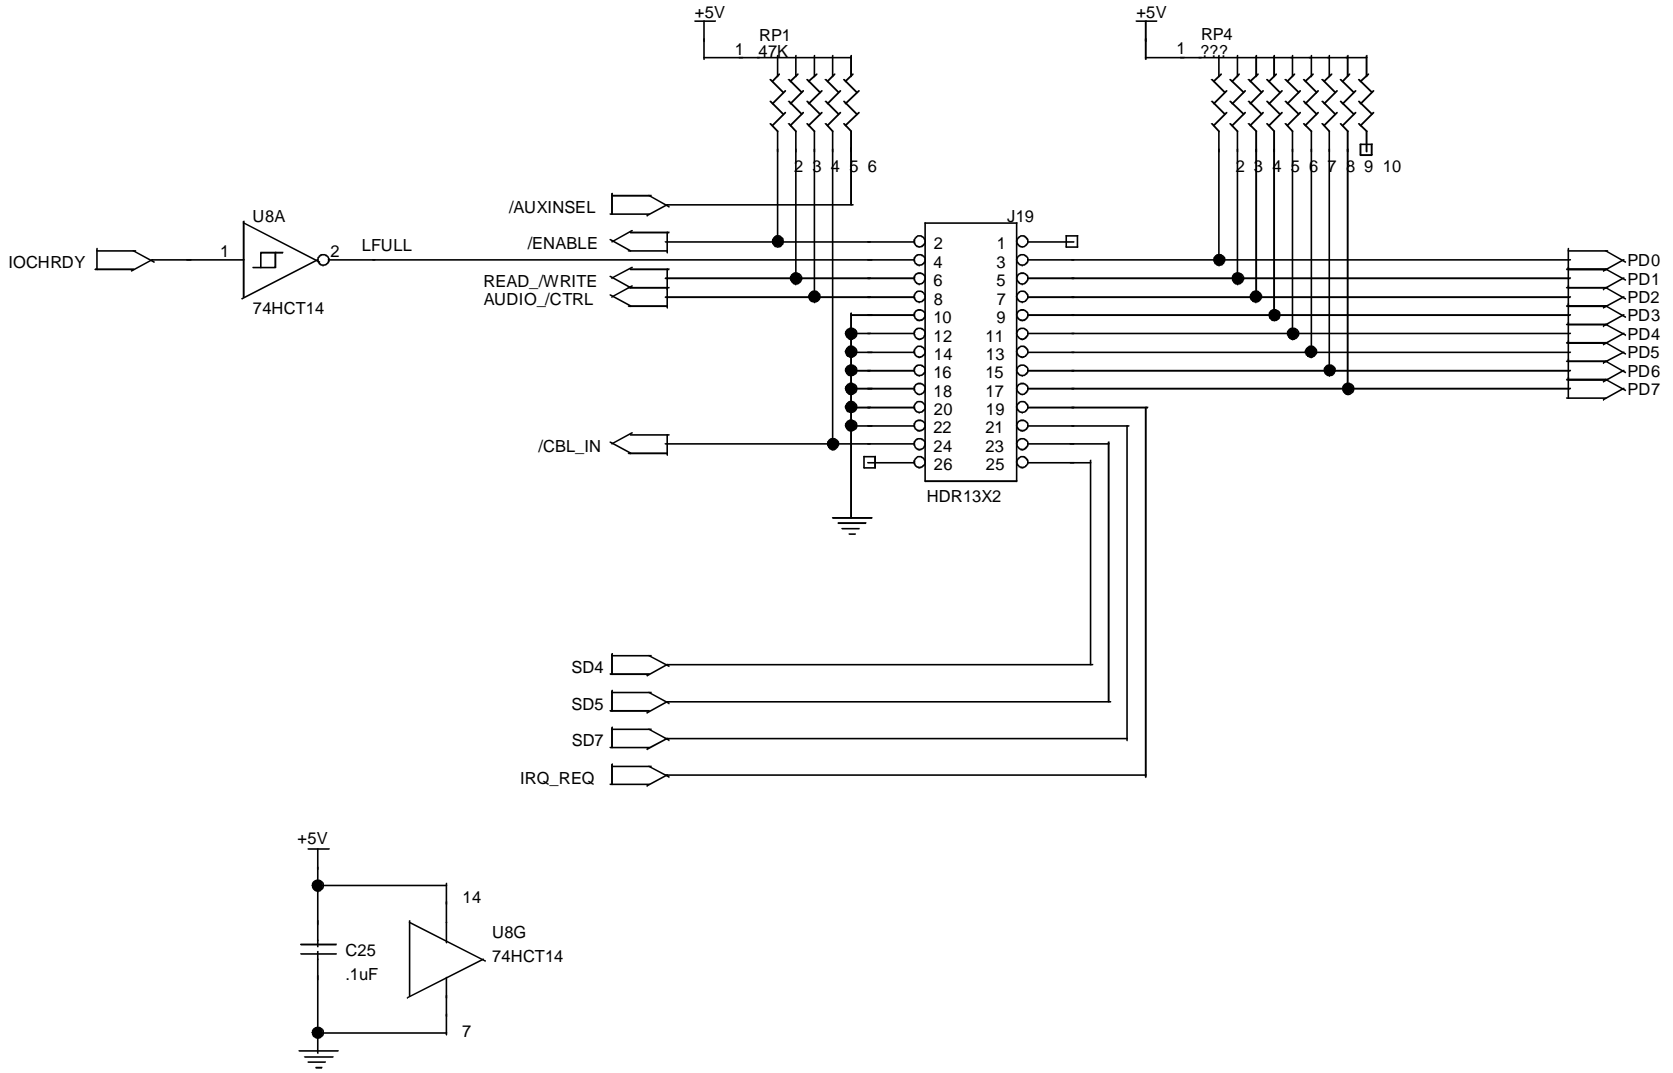 +5V
+5V
RP1
1 47K
RP4
1 ???
2 3 4 5 6
2 3 4 5 6 7 8 9 10
/AUXINSEL
U8A
J19
/ENABLE
2 1
IOCHRDY
1
2
LFULL
4 3
PD0
READ_/WRITE
6 5
PD1
AUDIO_/CTRL
8 7
PD2
74HCT14
10 9
PD3
12 11
PD4
14 13
PD5
16 15
PD6
18 17
PD7
20 19
22 21
/CBL_IN
24 23
26 25
HDR13X2
SD4
SD5
SD7
IRQ_REQ
+5V
14
U8G
C25
74HCT14
.1uF
7